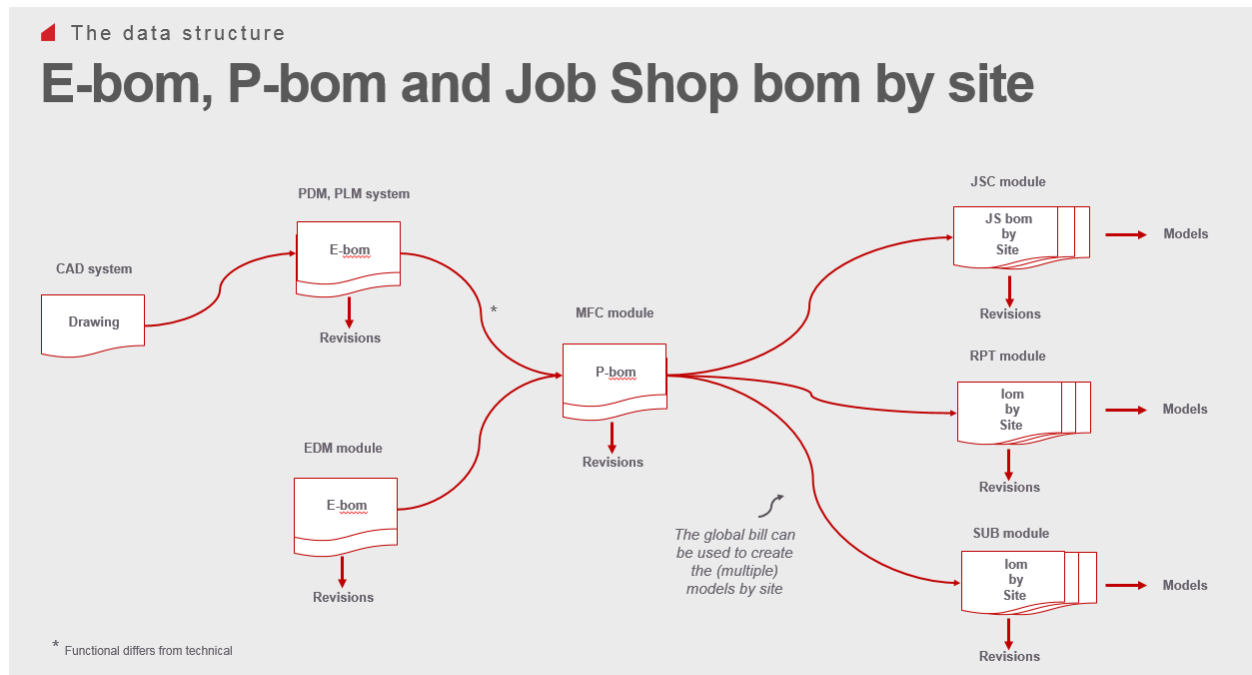 The data structure
E-bom, P-bom and Job Shop bom by site
JSC module
PDM, PLM system
JS bom
by
Site
Models
E-bom
CAD system
Drawing
Revisions
*
MFC module
Revisions
P-bom
RPT module
Iom
by
Site
Models
EDM module
Revisions
E-bom
Revisions
The global bill can
be used to create
the (multiple)
models by site
SUB module
Iom
by
Site
Models
Revisions
Revisions
* Functional differs from technical